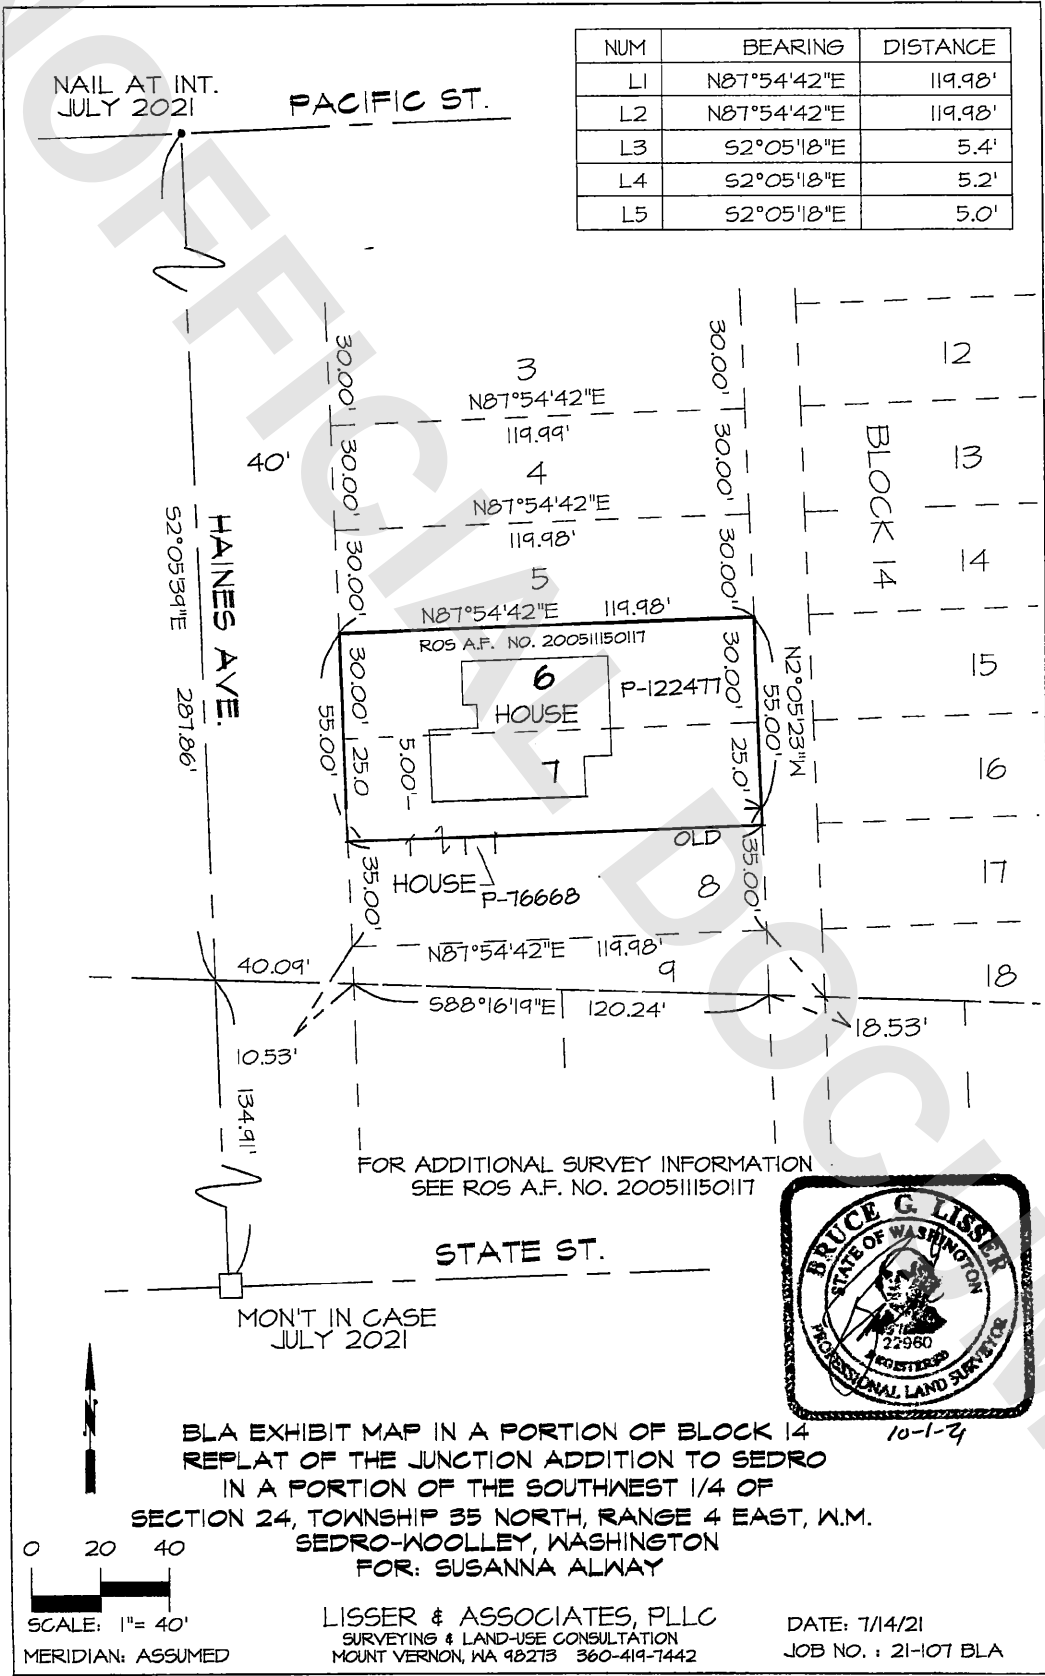 NUM BEARING DISTANCE
L1 N87°54'42"E 119.98'
L2 N87°54'42"E 119.98'
L3 S2°05'18"E 5.4'
L4 S2°05'18"E 5.2'
L5 S2°05'18"E 5.0'
NAIL AT INT.
JULY 2021
PACIFIC ST.
UNOFFICIAL DOCUMENT
30.00'
3
30.00'
12
N87°54'42"E
119.99'
40'
30.00'
4
30.00'
BLOCK 14
13
N87°54'42"E
119.98'
HAINES AVE.
S2°05'39"E 287.86'
30.00'
5
30.00'
14
N87°54'42"E 119.98'
ROS A.F. NO. 200511150117
30.00'
6
HOUSE
P-122477
30.00'
N2°05'23"W
15
55.00'
55.00'
25.0
5.00'
7
25.0'
16
OLD
35.00'
HOUSE
P-76668
8
35.00'
17
N87°54'42"E 119.98'
9
18
40.09'
S88°16'19"E 120.24'
18.53'
10.53'
134.91'
FOR ADDITIONAL SURVEY INFORMATION
SEE ROS A.F. NO. 200511150117
STATE ST.
MON'T IN CASE
JULY 2021
BRUCE G. LISSER
STATE OF WASHINGTON
22960
REGISTERED
PROFESSIONAL LAND SURVEYOR
10-1-21
N
BLA EXHIBIT MAP IN A PORTION OF BLOCK 14
REPLAT OF THE JUNCTION ADDITION TO SEDRO
IN A PORTION OF THE SOUTHWEST 1/4 OF
SECTION 24, TOWNSHIP 35 NORTH, RANGE 4 EAST, W.M.
SEDRO-WOOLLEY, WASHINGTON
FOR: SUSANNA ALWAY
0 20 40
SCALE: 1"= 40'
MERIDIAN: ASSUMED
LISSER & ASSOCIATES, PLLC
SURVEYING & LAND-USE CONSULTATION
MOUNT VERNON, WA 98273 360-419-7442
DATE: 7/14/21
JOB NO. : 21-107 BLA